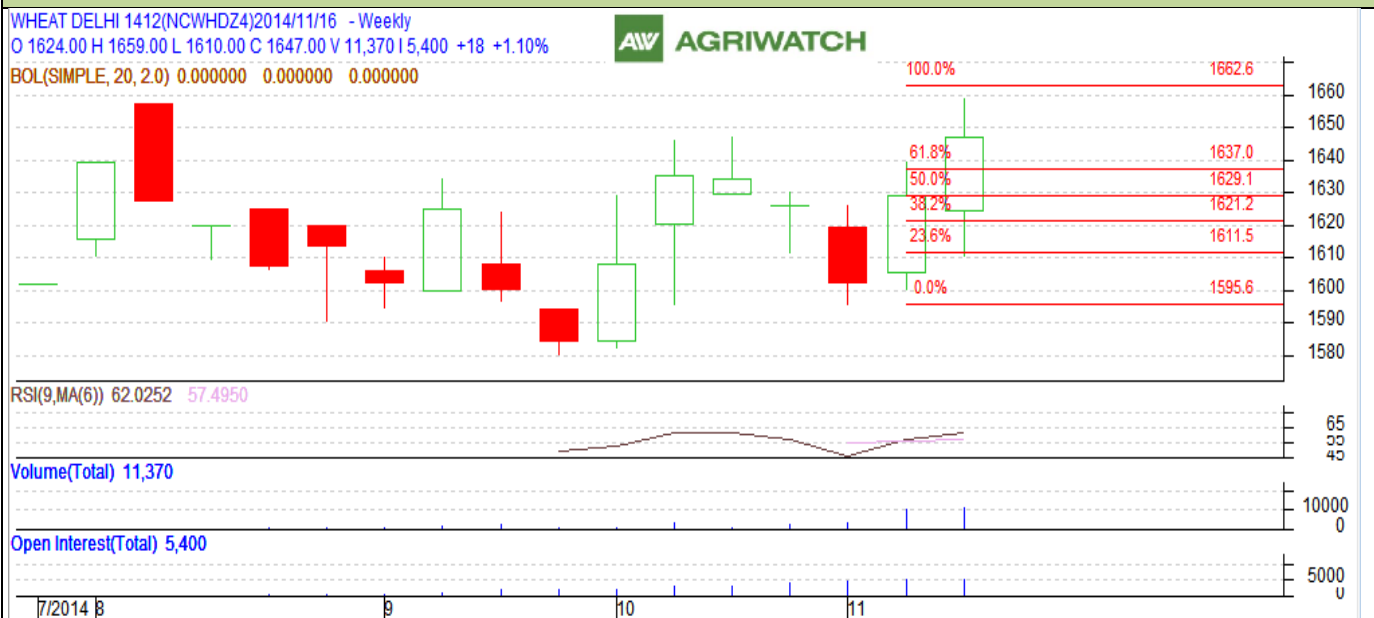 WHEAT DELHI 1412(NCWHDZ4)2014/11/16 - Weekly
O 1624.00 H 1659.00 L 1610.00 C 1647.00 V 11,370 I 5,400 +18 +1.10%
BOL(SIMPLE, 20, 2.0) 0.000000 0.000000 0.000000
AW AGRIWATCH
100.0% 1662.6
61.8% 1637.0
50.0% 1629.1
38.2% 1621.2
23.6% 1611.5
0.0% 1595.6
1660
1650
1640
1630
1620
1610
1600
1590
1580
RSI(9,MA(6)) 62.0252 57.4950
65
55
45
Volume(Total) 11,370
10000
0
Open Interest(Total) 5,400
5000
0
7/2014 8 9 10 11